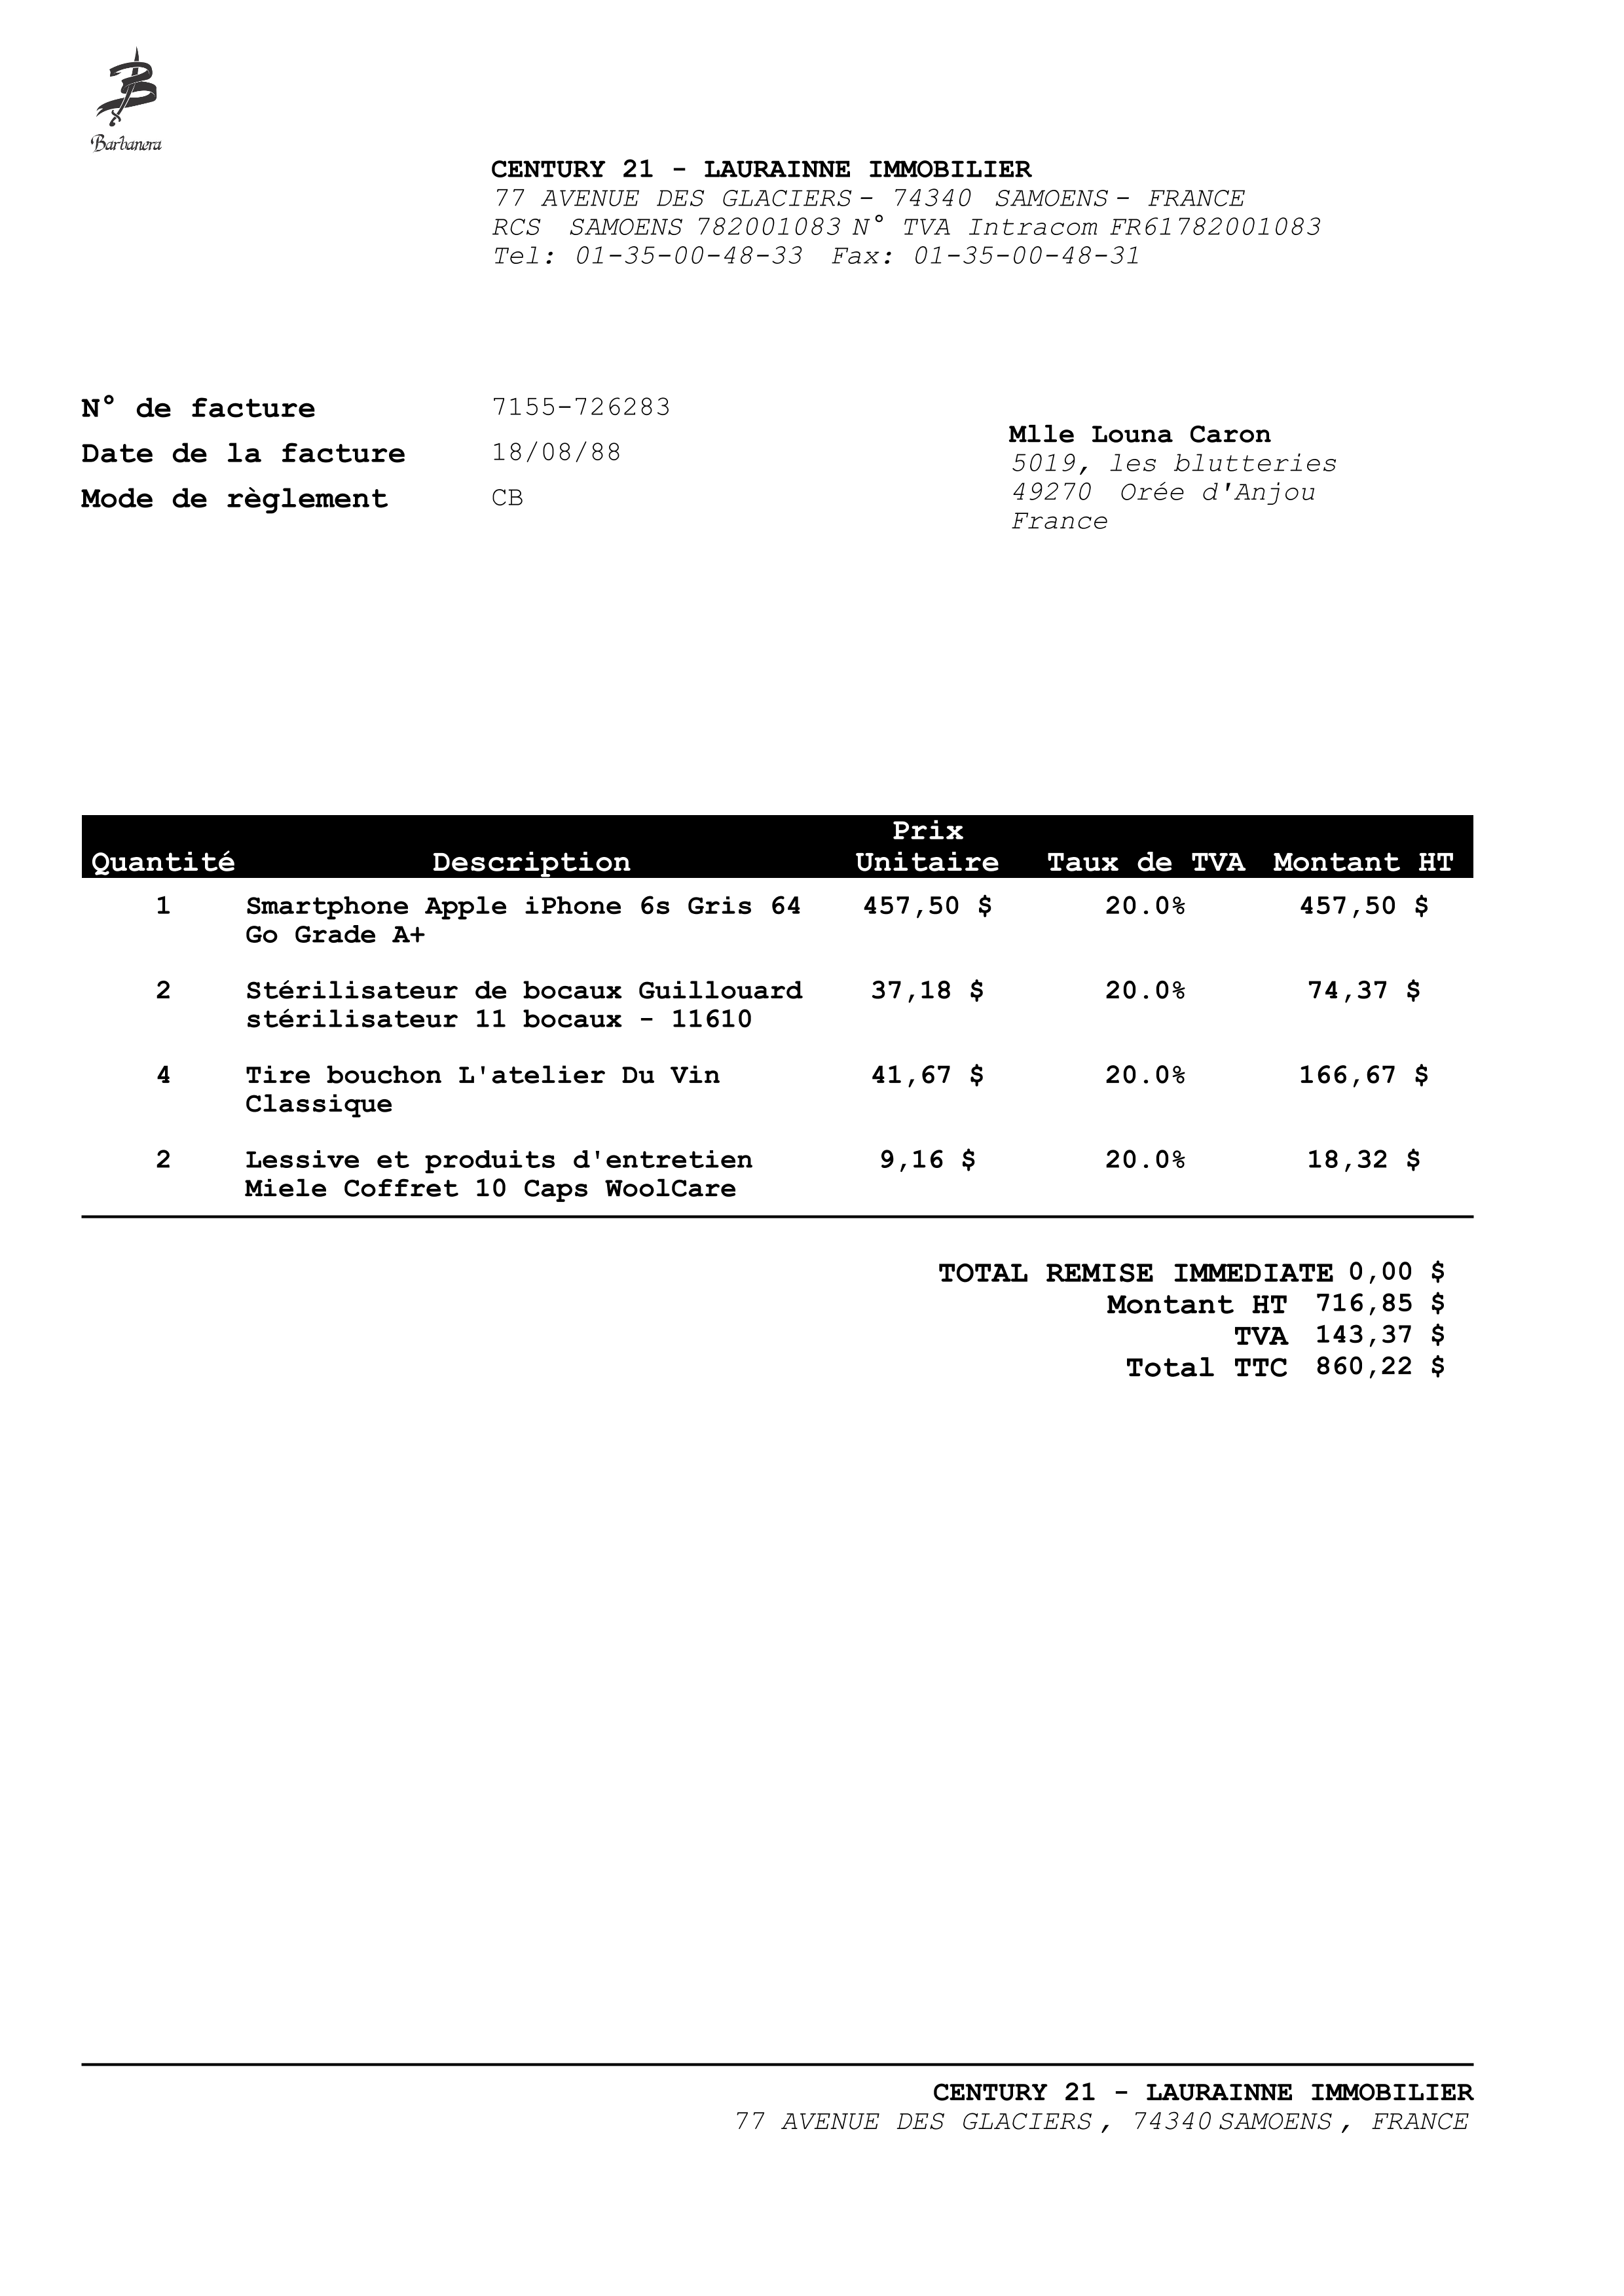 Barbanera
CENTURY 21 - LAURAINNE IMMOBILIER
77 AVENUE DES GLACIERS - 74340 SAMOENS - FRANCE
RCS SAMOENS 782001083 N° TVA Intracom FR61782001083
Tel: 01-35-00-48-33 Fax: 01-35-00-48-31
N° de facture 7155-726283
Date de la facture 18/08/88
Mode de règlement CB
Mlle Louna Caron
5019, les blutteries
49270 Orée d'Anjou
France
Prix
Quantité Description Unitaire Taux de TVA Montant HT
1 Smartphone Apple iPhone 6s Gris 64 457,50 $ 20.0% 457,50 $
Go Grade A+
2 Stérilisateur de bocaux Guillouard 37,18 $ 20.0% 74,37 $
stérilisateur 11 bocaux - 11610
4 Tire bouchon L'atelier Du Vin 41,67 $ 20.0% 166,67 $
Classique
2 Lessive et produits d'entretien 9,16 $ 20.0% 18,32 $
Miele Coffret 10 Caps WoolCare
TOTAL REMISE IMMEDIATE 0,00 $
Montant HT 716,85 $
TVA 143,37 $
Total TTC 860,22 $
CENTURY 21 - LAURAINNE IMMOBILIER
77 AVENUE DES GLACIERS , 74340 SAMOENS , FRANCE